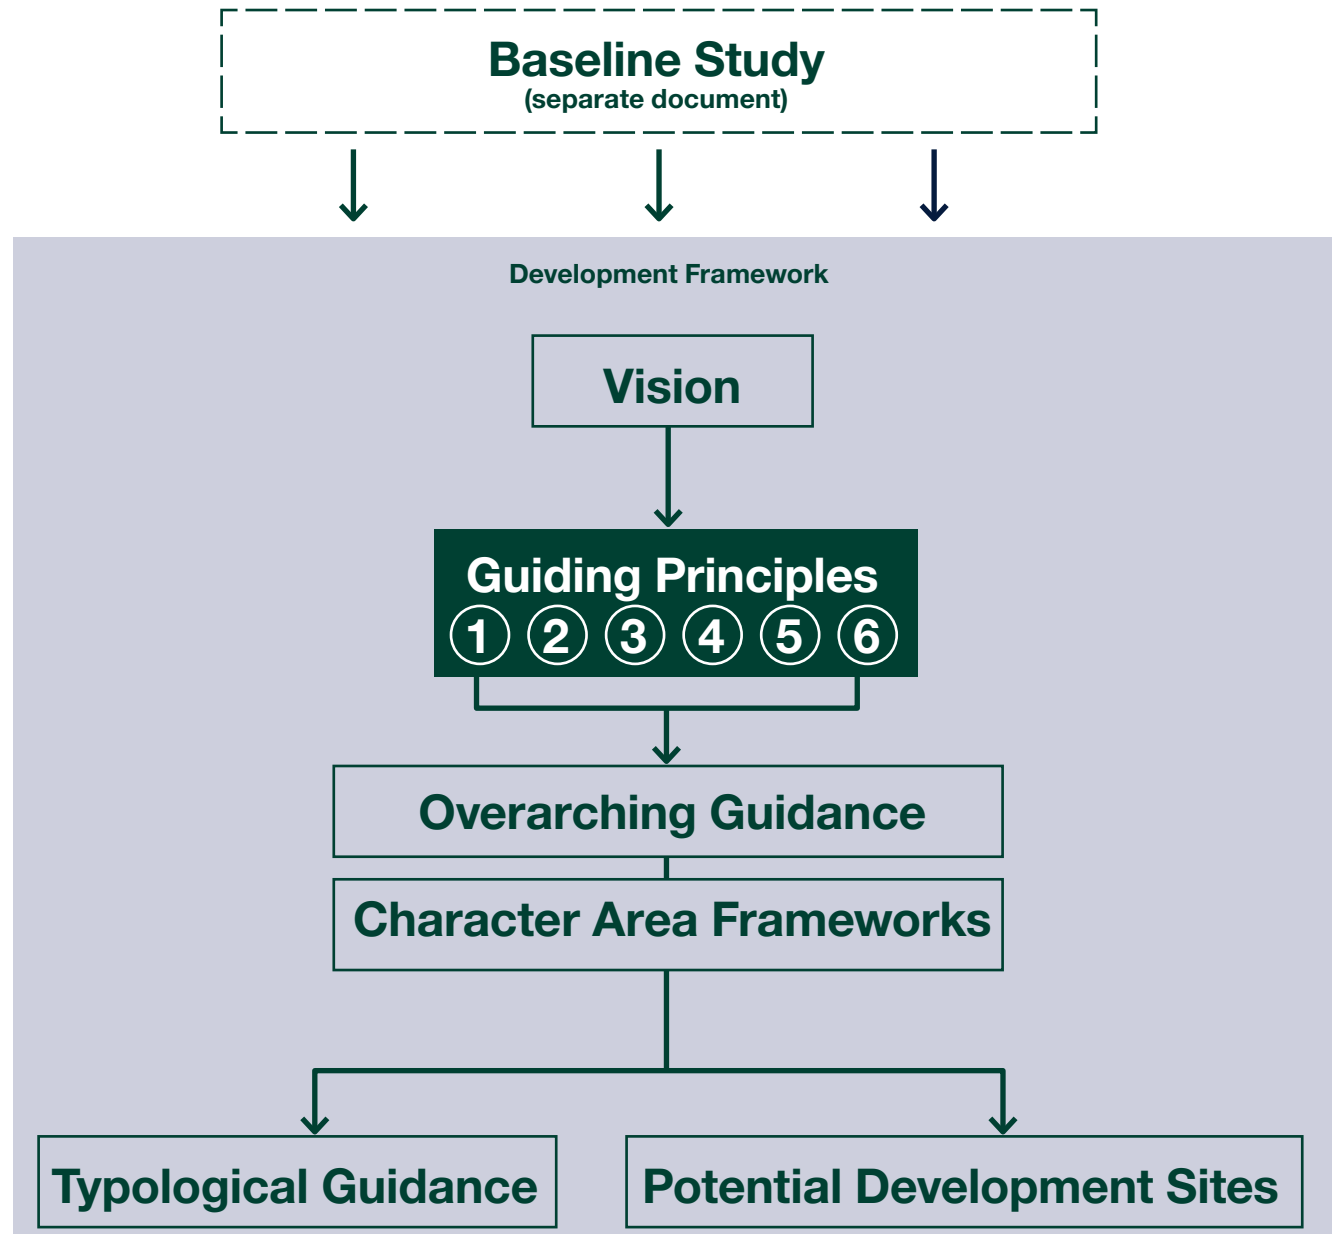 Baseline Study
(separate document)
Development Framework
Vision
Guiding Principles
1 2 3 4 5 6
Overarching Guidance
Character Area Frameworks
Typological Guidance
Potential Development Sites